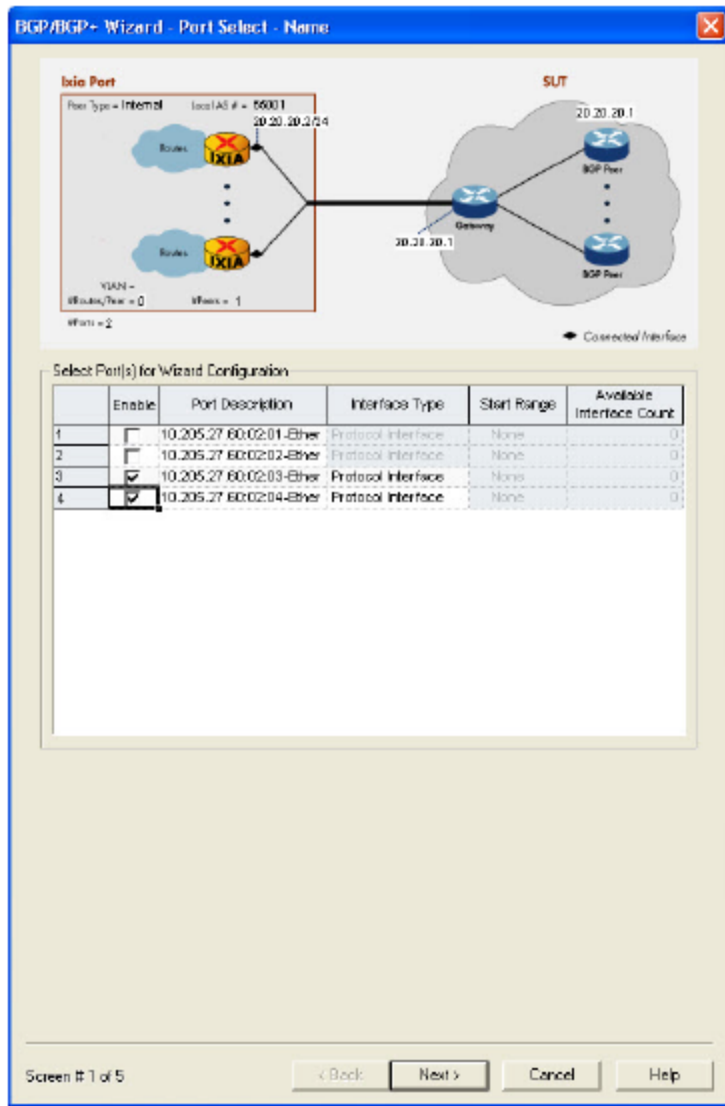 BGP/BGP+ Wizard - Port Select - Name
Ixia Port
SUT
Peer Type = Internal Local AS # = 65001
20.20.20.2/24
20.20.20.1
Routes
IXIA
BGP Peer
Gateway
20.20.20.1
Routes
IXIA
BGP Peer
VLAN -
#Routes/Peer = 0 #Peers = 1
#Ports = 2
Connected Interface
Select Port(s) for Wizard Configuration
Enable Port Description Interface Type Start Range Available Interface Count
1 10.205.27.60:02:01-Ether Protocol Interface None 0
2 10.205.27.60:02:02-Ether Protocol Interface None 0
3 10.205.27.60:02:03-Ether Protocol Interface None 0
4 10.205.27.60:02:04-Ether Protocol Interface None 0
Screen # 1 of 5
< Back Next > Cancel Help